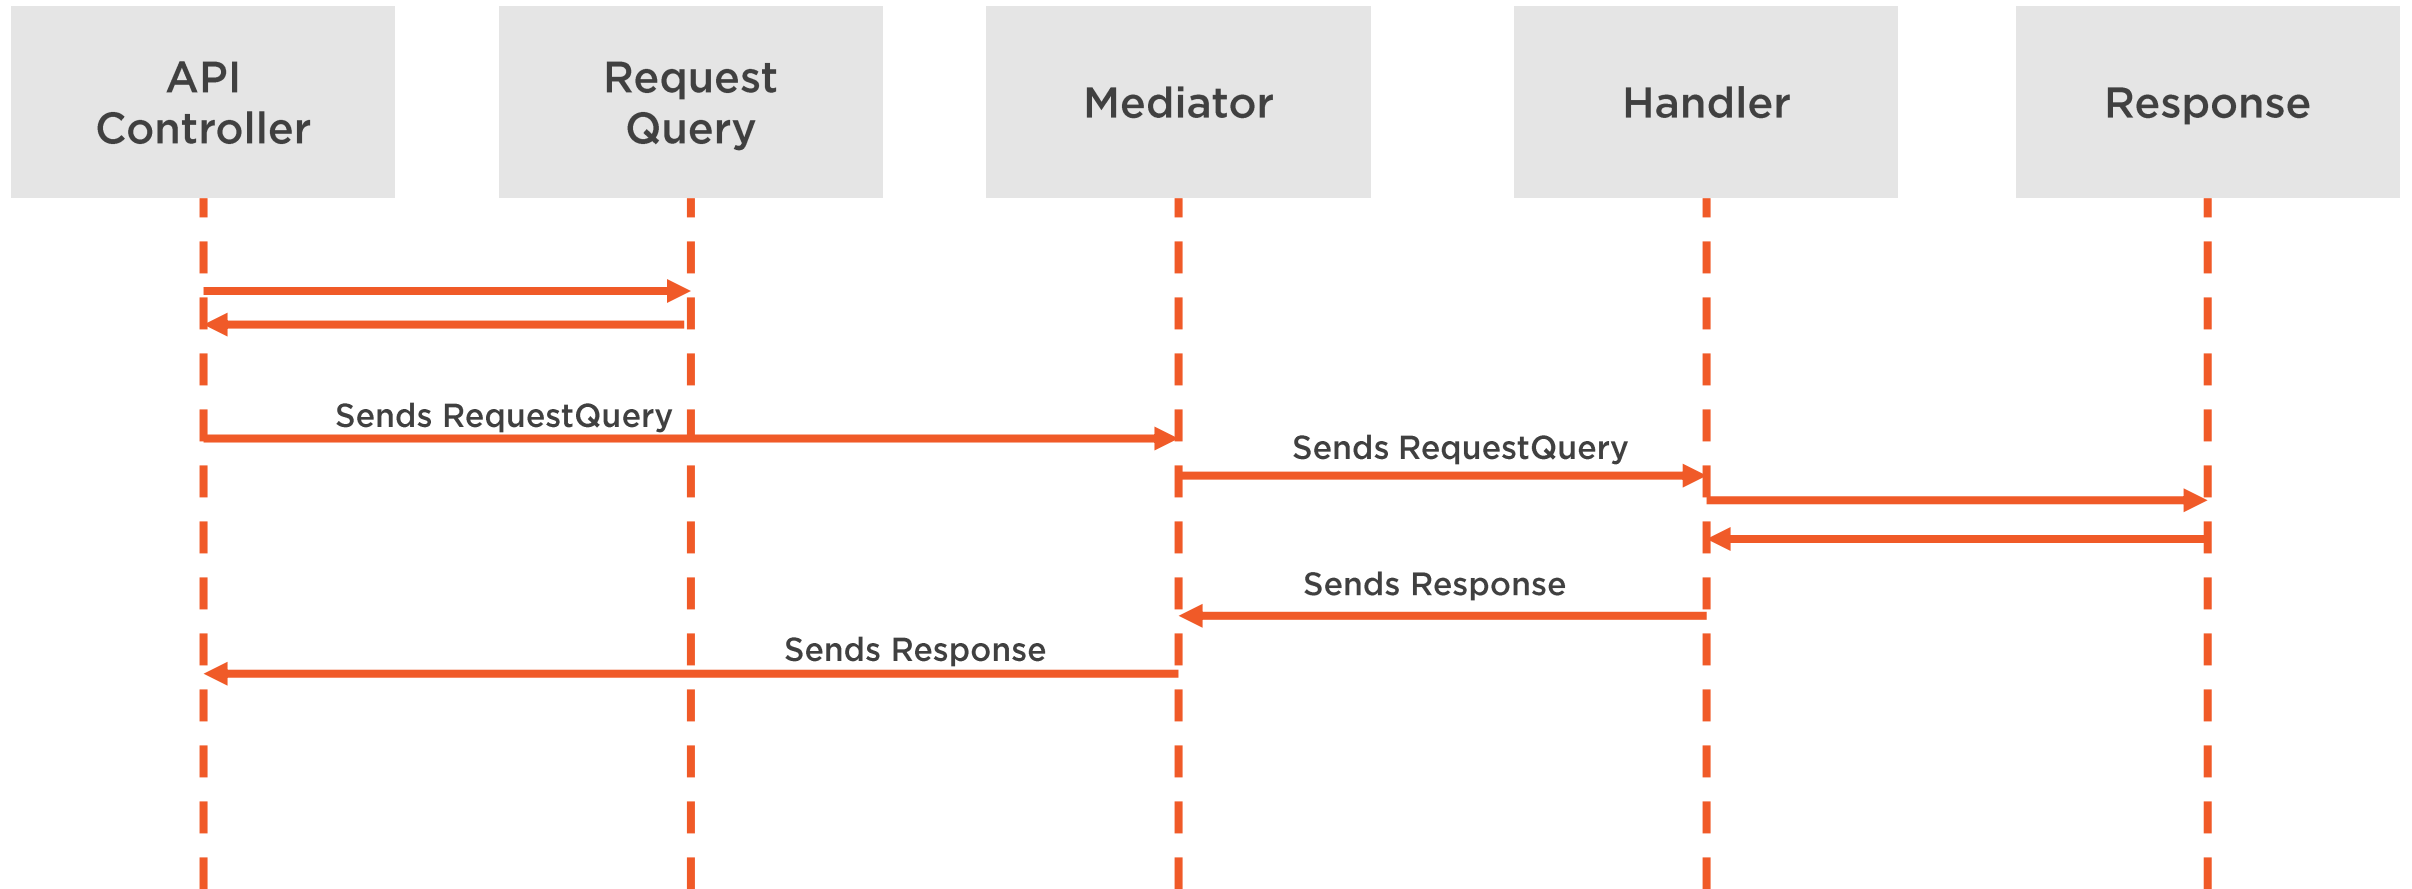 API
Controller
Request
Query
Mediator
Handler
Response
Sends RequestQuery
Sends RequestQuery
Sends Response
Sends Response